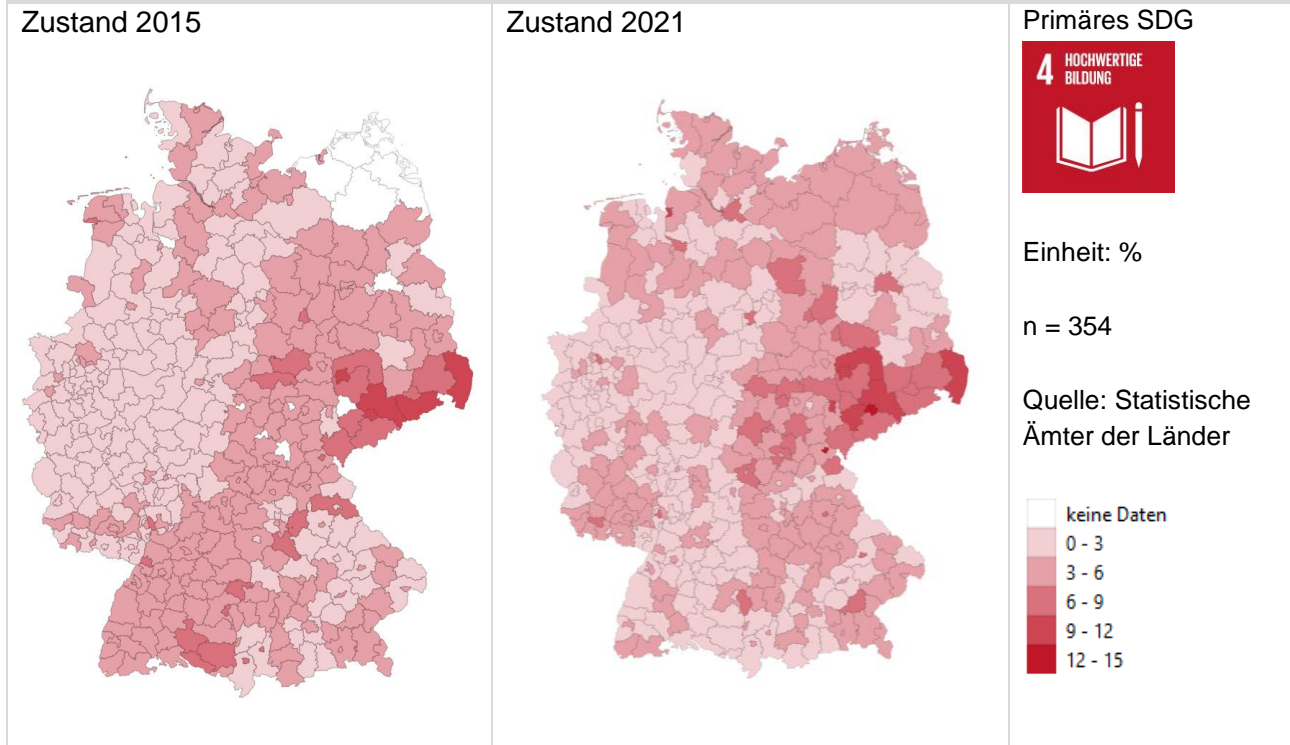 Zustand 2015
Zustand 2021
Primäres SDG
4 HOCHWERTIGE
BILDUNG
Einheit: %
n = 354
Quelle: Statistische
Ämter der Länder
keine Daten
0 - 3
3 - 6
6 - 9
9 - 12
12 - 15